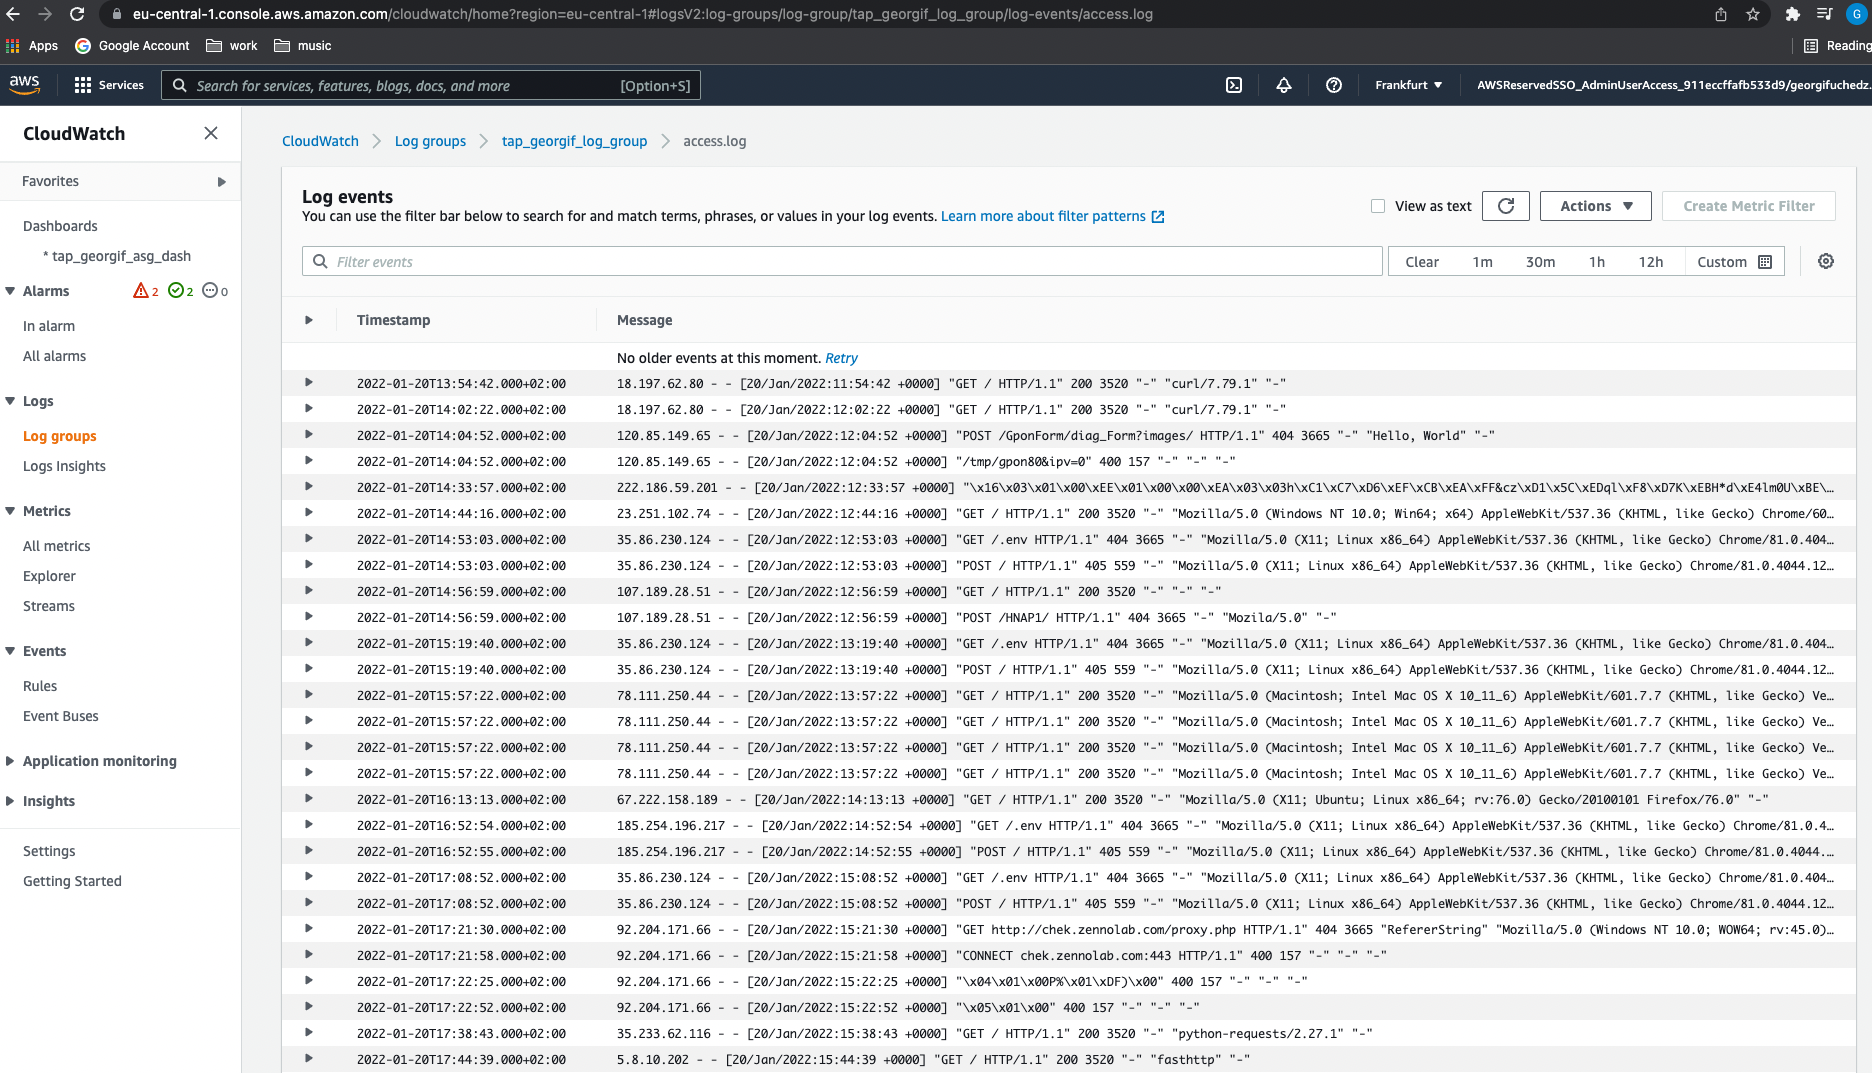 eu-central-1.console.aws.amazon.com/cloudwatch/home?region=eu-central-1#logsV2:log-groups/log-group/tap_georgif_log_group/log-events/access.log
G
Apps Google Account work music Reading
aws Services Search for services, features, blogs, docs, and more [Option+S] Frankfurt ▼ AWSReservedSSO_AdminUserAccess_911eccffafb533d9/georgifuchedz.
CloudWatch
Favorites
Dashboards
* tap_georgif_asg_dash
Alarms 2 2 0
In alarm
All alarms
Logs
Log groups
Logs Insights
Metrics
All metrics
Explorer
Streams
Events
Rules
Event Buses
Application monitoring
Insights
Settings
Getting Started
CloudWatch > Log groups > tap_georgif_log_group > access.log
Log events
You can use the filter bar below to search for and match terms, phrases, or values in your log events. Learn more about filter patterns
View as text Actions ▼ Create Metric Filter
Filter events Clear 1m 30m 1h 12h Custom
Timestamp Message
No older events at this moment. Retry
2022-01-20T13:54:42.000+02:00 18.197.62.80 - - [20/Jan/2022:11:54:42 +0000] "GET / HTTP/1.1" 200 3520 "-" "curl/7.79.1" "-"
2022-01-20T14:02:22.000+02:00 18.197.62.80 - - [20/Jan/2022:12:02:22 +0000] "GET / HTTP/1.1" 200 3520 "-" "curl/7.79.1" "-"
2022-01-20T14:04:52.000+02:00 120.85.149.65 - - [20/Jan/2022:12:04:52 +0000] "POST /GponForm/diag_Form?images/ HTTP/1.1" 404 3665 "-" "Hello, World" "-"
2022-01-20T14:04:52.000+02:00 120.85.149.65 - - [20/Jan/2022:12:04:52 +0000] "/tmp/gpon80&ipv=0" 400 157 "-" "-" "-"
2022-01-20T14:33:57.000+02:00 222.186.59.201 - - [20/Jan/2022:12:33:57 +0000] "\x16\x03\x01\x00\xEE\x01\x00\x00\xEA\x03\x03h\xC1\xC7\xD6\xEF\xCB\xEA\xFF&cz\xD1\x5C\xEDql\xF8\xD7K\xEBH*d\xE4lm0U\xBE\…
2022-01-20T14:44:16.000+02:00 23.251.102.74 - - [20/Jan/2022:12:44:16 +0000] "GET / HTTP/1.1" 200 3520 "-" "Mozilla/5.0 (Windows NT 10.0; Win64; x64) AppleWebKit/537.36 (KHTML, like Gecko) Chrome/60…
2022-01-20T14:53:03.000+02:00 35.86.230.124 - - [20/Jan/2022:12:53:03 +0000] "GET /.env HTTP/1.1" 404 3665 "-" "Mozilla/5.0 (X11; Linux x86_64) AppleWebKit/537.36 (KHTML, like Gecko) Chrome/81.0.404…
2022-01-20T14:53:03.000+02:00 35.86.230.124 - - [20/Jan/2022:12:53:03 +0000] "POST / HTTP/1.1" 405 559 "-" "Mozilla/5.0 (X11; Linux x86_64) AppleWebKit/537.36 (KHTML, like Gecko) Chrome/81.0.4044.12…
2022-01-20T14:56:59.000+02:00 107.189.28.51 - - [20/Jan/2022:12:56:59 +0000] "GET / HTTP/1.1" 200 3520 "-" "-" "-"
2022-01-20T14:56:59.000+02:00 107.189.28.51 - - [20/Jan/2022:12:56:59 +0000] "POST /HNAP1/ HTTP/1.1" 404 3665 "-" "Mozila/5.0" "-"
2022-01-20T15:19:40.000+02:00 35.86.230.124 - - [20/Jan/2022:13:19:40 +0000] "GET /.env HTTP/1.1" 404 3665 "-" "Mozilla/5.0 (X11; Linux x86_64) AppleWebKit/537.36 (KHTML, like Gecko) Chrome/81.0.404…
2022-01-20T15:19:40.000+02:00 35.86.230.124 - - [20/Jan/2022:13:19:40 +0000] "POST / HTTP/1.1" 405 559 "-" "Mozilla/5.0 (X11; Linux x86_64) AppleWebKit/537.36 (KHTML, like Gecko) Chrome/81.0.4044.12…
2022-01-20T15:57:22.000+02:00 78.111.250.44 - - [20/Jan/2022:13:57:22 +0000] "GET / HTTP/1.1" 200 3520 "-" "Mozilla/5.0 (Macintosh; Intel Mac OS X 10_11_6) AppleWebKit/601.7.7 (KHTML, like Gecko) Ve…
2022-01-20T15:57:22.000+02:00 78.111.250.44 - - [20/Jan/2022:13:57:22 +0000] "GET / HTTP/1.1" 200 3520 "-" "Mozilla/5.0 (Macintosh; Intel Mac OS X 10_11_6) AppleWebKit/601.7.7 (KHTML, like Gecko) Ve…
2022-01-20T15:57:22.000+02:00 78.111.250.44 - - [20/Jan/2022:13:57:22 +0000] "GET / HTTP/1.1" 200 3520 "-" "Mozilla/5.0 (Macintosh; Intel Mac OS X 10_11_6) AppleWebKit/601.7.7 (KHTML, like Gecko) Ve…
2022-01-20T15:57:22.000+02:00 78.111.250.44 - - [20/Jan/2022:13:57:22 +0000] "GET / HTTP/1.1" 200 3520 "-" "Mozilla/5.0 (Macintosh; Intel Mac OS X 10_11_6) AppleWebKit/601.7.7 (KHTML, like Gecko) Ve…
2022-01-20T16:13:13.000+02:00 67.222.158.189 - - [20/Jan/2022:14:13:13 +0000] "GET / HTTP/1.1" 200 3520 "-" "Mozilla/5.0 (X11; Ubuntu; Linux x86_64; rv:76.0) Gecko/20100101 Firefox/76.0" "-"
2022-01-20T16:52:54.000+02:00 185.254.196.217 - - [20/Jan/2022:14:52:54 +0000] "GET /.env HTTP/1.1" 404 3665 "-" "Mozilla/5.0 (X11; Linux x86_64) AppleWebKit/537.36 (KHTML, like Gecko) Chrome/81.0.4…
2022-01-20T16:52:55.000+02:00 185.254.196.217 - - [20/Jan/2022:14:52:55 +0000] "POST / HTTP/1.1" 405 559 "-" "Mozilla/5.0 (X11; Linux x86_64) AppleWebKit/537.36 (KHTML, like Gecko) Chrome/81.0.4044.…
2022-01-20T17:08:52.000+02:00 35.86.230.124 - - [20/Jan/2022:15:08:52 +0000] "GET /.env HTTP/1.1" 404 3665 "-" "Mozilla/5.0 (X11; Linux x86_64) AppleWebKit/537.36 (KHTML, like Gecko) Chrome/81.0.404…
2022-01-20T17:08:52.000+02:00 35.86.230.124 - - [20/Jan/2022:15:08:52 +0000] "POST / HTTP/1.1" 405 559 "-" "Mozilla/5.0 (X11; Linux x86_64) AppleWebKit/537.36 (KHTML, like Gecko) Chrome/81.0.4044.12…
2022-01-20T17:21:30.000+02:00 92.204.171.66 - - [20/Jan/2022:15:21:30 +0000] "GET http://chek.zennolab.com/proxy.php HTTP/1.1" 404 3665 "RefererString" "Mozilla/5.0 (Windows NT 10.0; WOW64; rv:45.0)…
2022-01-20T17:21:58.000+02:00 92.204.171.66 - - [20/Jan/2022:15:21:58 +0000] "CONNECT chek.zennolab.com:443 HTTP/1.1" 400 157 "-" "-" "-"
2022-01-20T17:22:25.000+02:00 92.204.171.66 - - [20/Jan/2022:15:22:25 +0000] "\x04\x01\x00P%\x01\xDF)\x00" 400 157 "-" "-" "-"
2022-01-20T17:22:52.000+02:00 92.204.171.66 - - [20/Jan/2022:15:22:52 +0000] "\x05\x01\x00" 400 157 "-" "-" "-"
2022-01-20T17:38:43.000+02:00 35.233.62.116 - - [20/Jan/2022:15:38:43 +0000] "GET / HTTP/1.1" 200 3520 "-" "python-requests/2.27.1" "-"
2022-01-20T17:44:39.000+02:00 5.8.10.202 - - [20/Jan/2022:15:44:39 +0000] "GET / HTTP/1.1" 200 3520 "-" "fasthttp" "-"